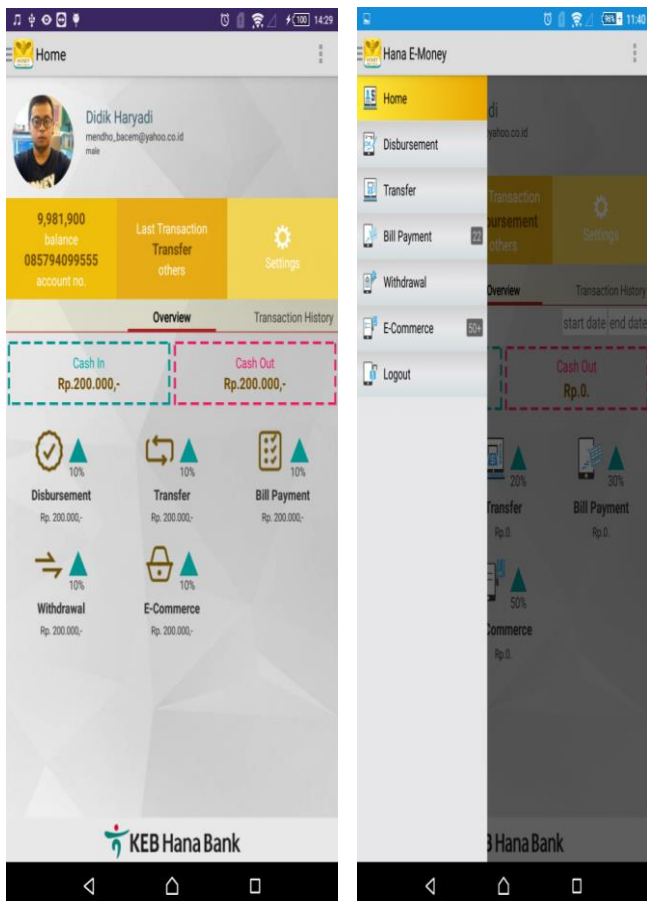 100 14:29
Home
Didik Haryadi
mendho_bacem@yahoo.co.id
male
9,981,900
balance
085794099555
account no.
Last Transaction
Transfer
others
Settings
Overview
Transaction History
Cash In
Rp.200.000,-
Cash Out
Rp.200.000,-
10%
10%
10%
Disbursement
Transfer
Bill Payment
Rp. 200.000,-
Rp. 200.000,-
Rp. 200.000,-
10%
10%
Withdrawal
E-Commerce
Rp. 200.000,-
Rp. 200.000,-
KEB Hana Bank
98% 11:40
Hana E-Money
Home
Disbursement
Transfer
Bill Payment 22
Withdrawal
E-Commerce 50+
Logout
di
yahoo.co.id
Transaction
bursement
others
Settings
Overview
Transaction History
start date end date
Cash Out
Rp.0.
20%
30%
Transfer
Bill Payment
Rp.0.
Rp.0.
50%
Commerce
Rp.0.
Hana Bank